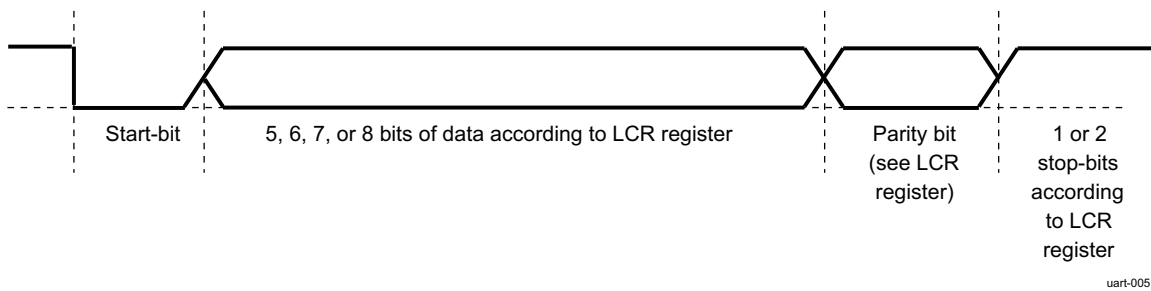 Start-bit
5, 6, 7, or 8 bits of data according to LCR register
Parity bit
(see LCR
register)
1 or 2
stop-bits
according
to LCR
register
uart-005